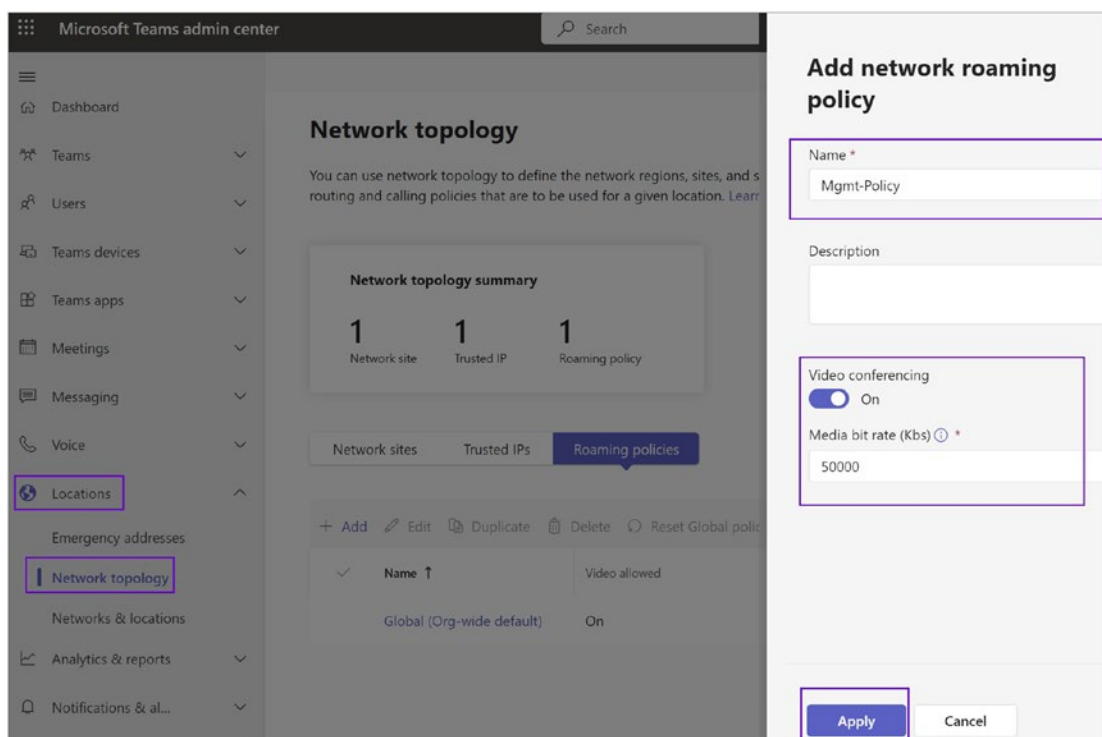 Microsoft Teams admin center
Search
Dashboard
Teams
Users
Teams devices
Teams apps
Meetings
Messaging
Voice
Locations
Emergency addresses
Network topology
Networks & locations
Analytics & reports
Notifications & al...
Network topology
You can use network topology to define the network regions, sites, and s
routing and calling policies that are to be used for a given location. Learn
Network topology summary
1 1 1
Network site Trusted IP Roaming policy
Network sites Trusted IPs Roaming policies
+ Add Edit Duplicate Delete Reset Global polic
Name ↑ Video allowed
Global (Org-wide default) On
Add network roaming
policy
Name *
Mgmt-Policy
Description
Video conferencing
On
Media bit rate (Kbs) *
50000
Apply Cancel